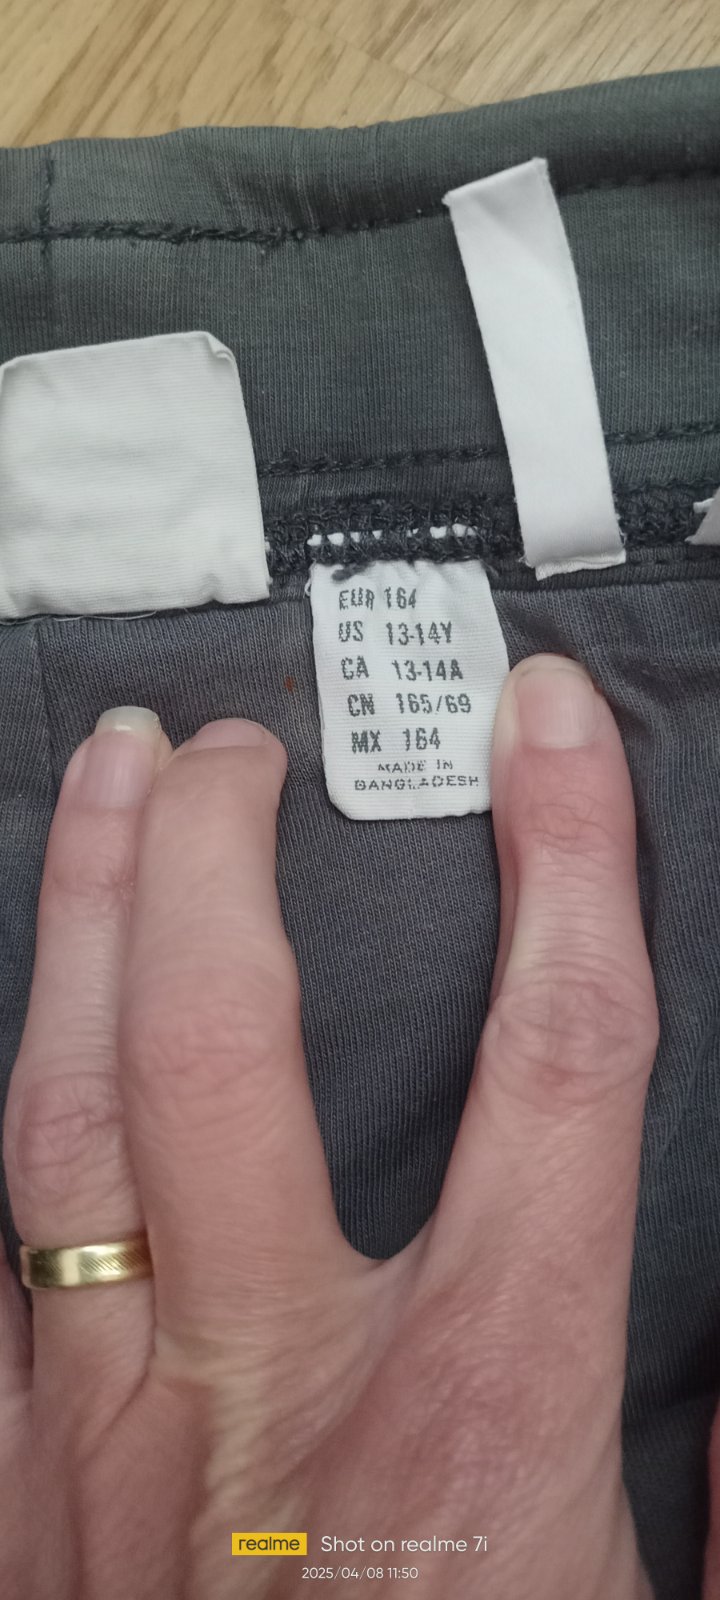 EUR 164
US 13-14Y
CA 13-14A
CN 165/69
MX 164
MADE IN
BANGLADESH
realme Shot on realme 7i
2025/04/08 11:50